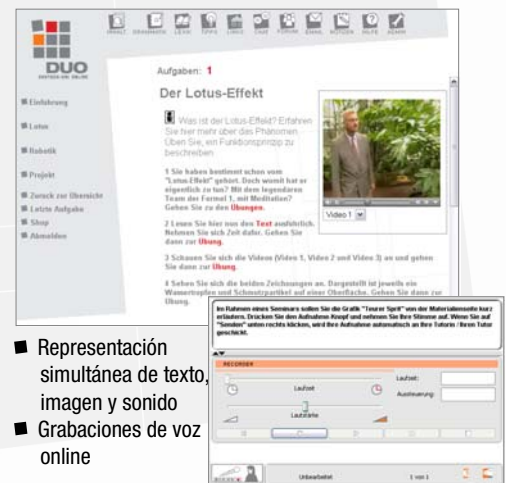 INHALT GRAMMATIK LEXIK TIPPS LINKS CHAT FORUM EMAIL NOTIZEN HILFE ADMIN
DUO
DEUTSCH-UNI ONLINE
Einführung
Lotus
Robotik
Projekt
Zurück zur Übersicht
Letzte Aufgabe
Shop
Abmelden
Aufgaben: 1
Der Lotus-Effekt
Was ist der Lotus-Effekt? Erfahren
Sie hier mehr über das Phänomen.
Üben Sie, ein Funktionsprinzip zu
beschreiben.
1 Sie haben bestimmt schon vom
"Lotus-Effekt" gehört. Doch womit hat er
eigentlich zu tun? Mit dem legendären
Team der Formel 1, mit Meditation?
Gehen Sie zu den Übungen.
2 Lesen Sie hier nun den Text ausführlich.
Nehmen Sie sich Zeit dafür. Gehen Sie
dann zur Übung.
3 Schauen Sie sich die Videos (Video 1, Video 2 und Video 3) an und gehen
Sie dann zur Übung.
4 Sehen Sie sich die beiden Zeichnungen an. Dargestellt ist jeweils ein
Wassertropfen und Schmutzpartikel auf einer Oberfläche. Gehen Sie dann zur
Übung.
Video 1
Im Rahmen eines Seminars sollen Sie die Grafik "Teurer Sprit" von der Materialienseite kurz
erläutern. Drücken Sie den Aufnahme-Knopf und nehmen Sie Ihre Stimme auf. Wenn Sie auf
"Senden" unten rechts klicken, wird Ihre Aufnahme automatisch an Ihre Tutorin / Ihren Tutor
geschickt.
RECORDER
Laufzeit
Laufzeit:
Aussteuerung:
Lautstärke
Unbearbeitet
1 von 1
Representación
simultánea de texto,
imagen y sonido
Grabaciones de voz
online